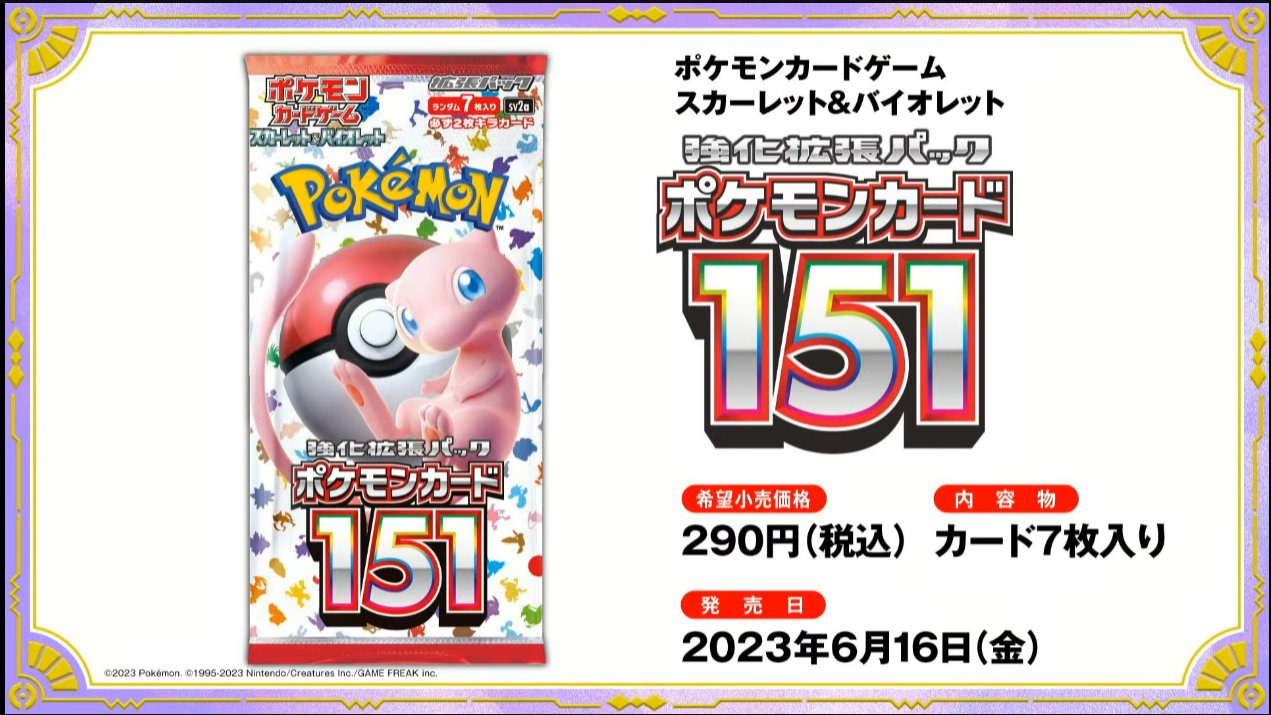 ポケモン
カードゲーム
スカーレット&バイオレット
拡張パック
ランダム7枚入り
sv2a
必ず2枚キラカード
POKéMON
TM
強化拡張パック
ポケモンカード
151
©2023 Pokémon. ©1995-2023 Nintendo/Creatures Inc./GAME FREAK inc.
ポケモンカードゲーム
スカーレット&バイオレット
強化拡張パック
ポケモンカード
151
希望小売価格
290円(税込)
内容物
カード7枚入り
発売日
2023年6月16日(金)